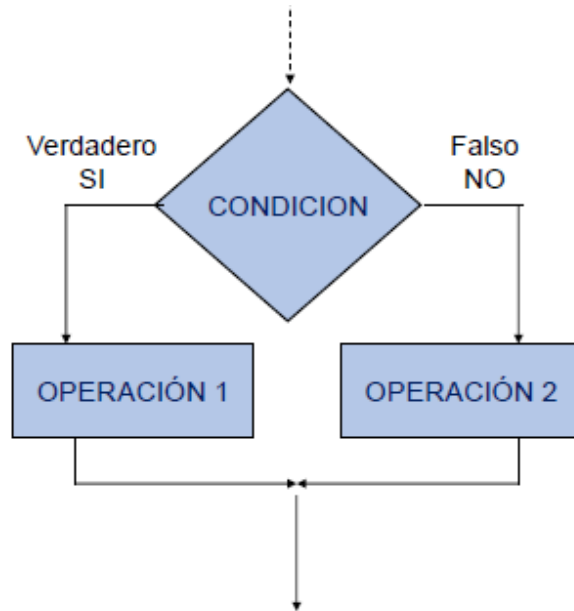 Verdadero
SI
Falso
NO
CONDICION
OPERACIÓN 1
OPERACIÓN 2